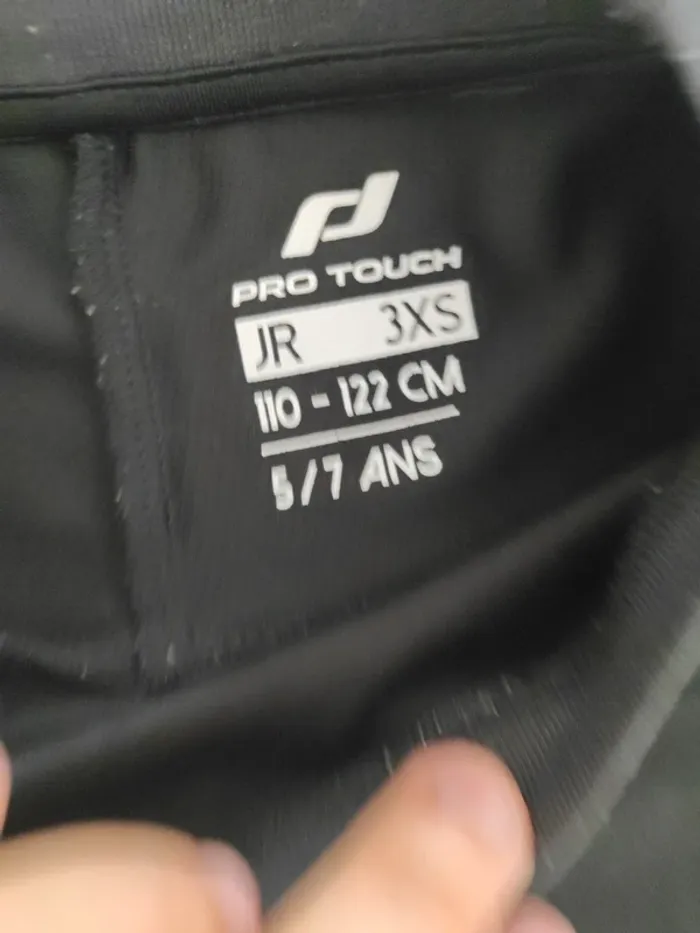 PRO TOUCH
JR 3XS
110 - 122 CM
5/7 ANS